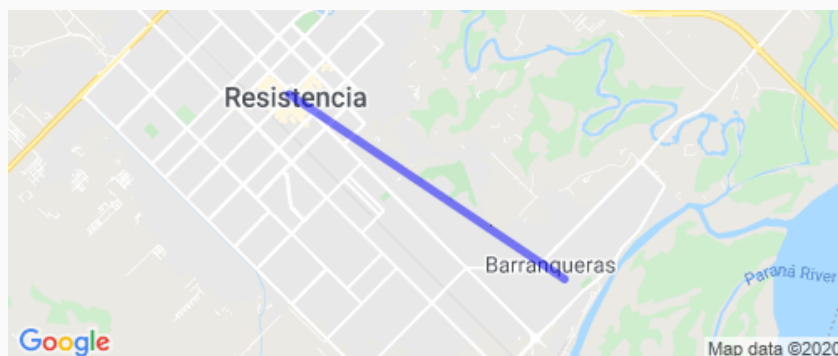 Resistencia
Barranqueras
Paraná River
Google
Map data ©2020